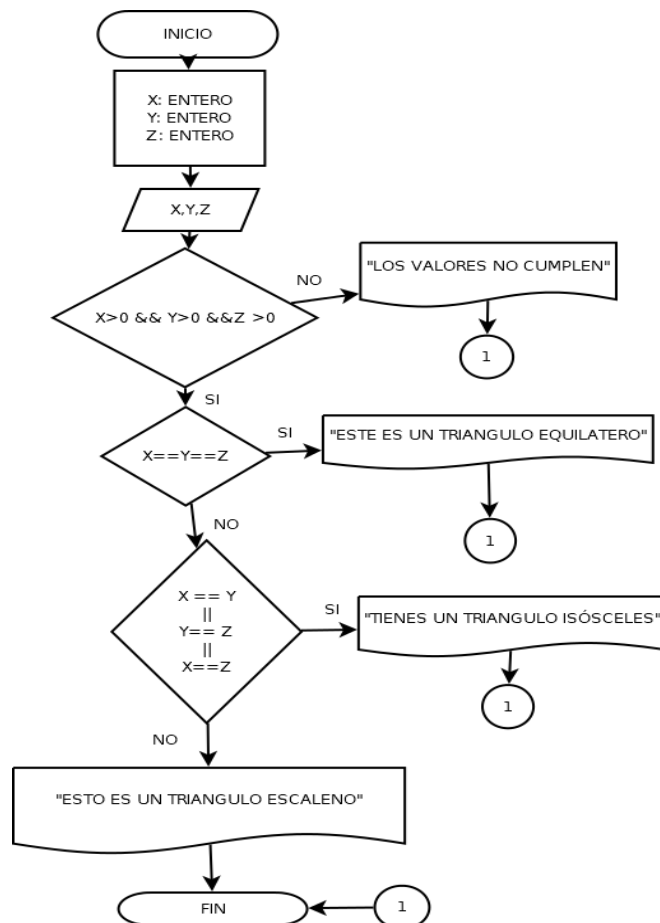 INICIO
X: ENTERO
Y: ENTERO
Z: ENTERO
X,Y,Z
X>0 && Y>0 &&Z >0
NO
"LOS VALORES NO CUMPLEN"
1
SI
X==Y==Z
SI
"ESTE ES UN TRIANGULO EQUILATERO"
1
NO
X == Y
||
Y== Z
||
X==Z
SI
"TIENES UN TRIANGULO ISÓSCELES"
1
NO
"ESTO ES UN TRIANGULO ESCALENO"
FIN
1